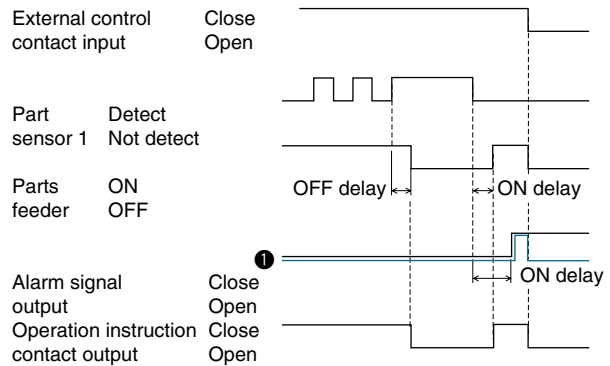 External control Close
contact input Open
Part Detect
sensor 1 Not detect
Parts ON
feeder OFF
OFF delay
ON delay
❶
ON delay
Alarm signal Close
output Open
Operation instruction Close
contact output Open